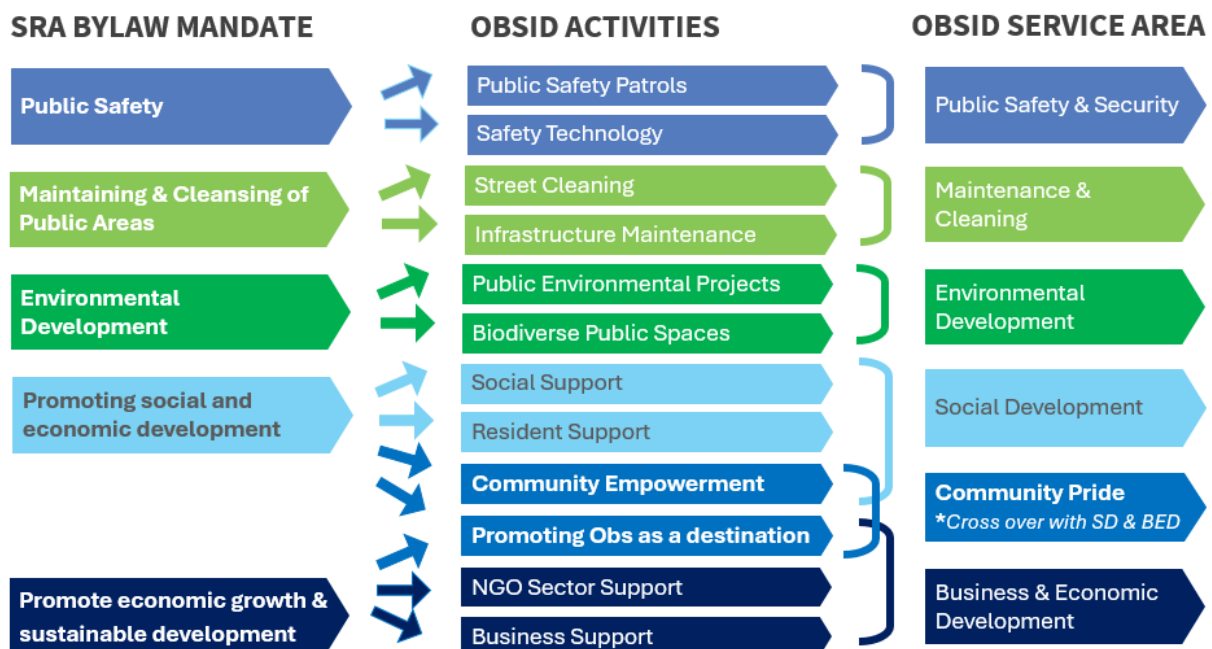 SRA BYLAW MANDATE
OBSID ACTIVITIES
OBSID SERVICE AREA
Public Safety
Public Safety Patrols
Safety Technology
Public Safety & Security
Maintaining & Cleansing of
Public Areas
Street Cleaning
Infrastructure Maintenance
Maintenance &
Cleaning
Environmental
Development
Public Environmental Projects
Biodiverse Public Spaces
Environmental
Development
Promoting social and
economic development
Social Support
Resident Support
Social Development
Community Empowerment
Promoting Obs as a destination
Community Pride
*Cross over with SD & BED
Promote economic growth &
sustainable development
NGO Sector Support
Business Support
Business & Economic
Development